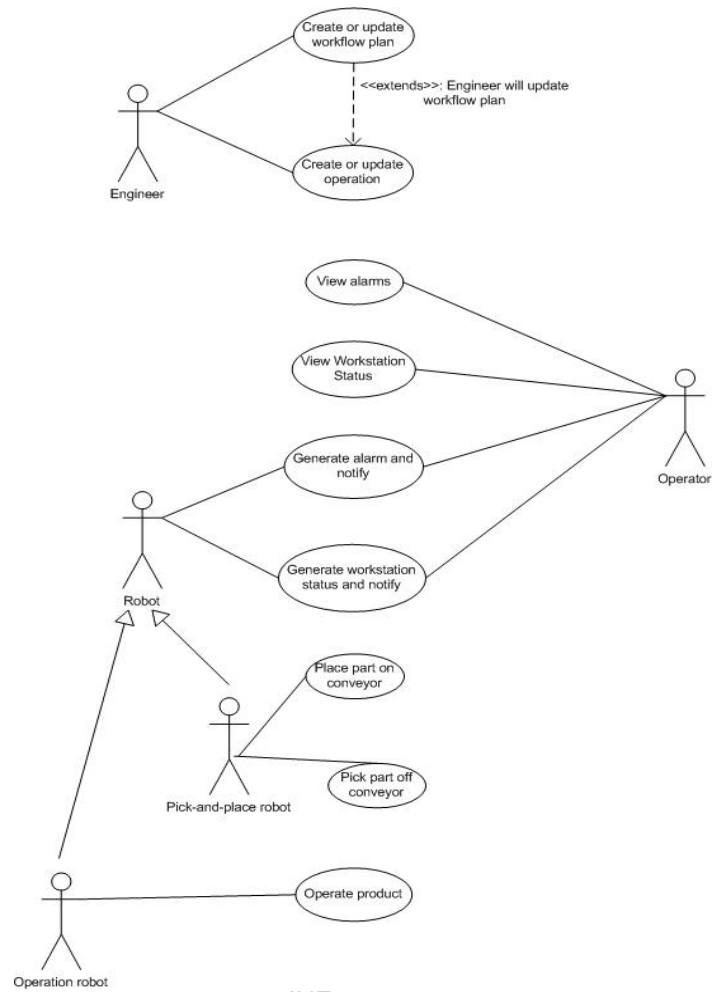 Create or update
workflow plan
<<extends>>: Engineer will update
workflow plan
Create or update
operation
Engineer
View alarms
View Workstation
Status
Operator
Generate alarm and
notify
Generate workstation
status and notify
Robot
Place part on
conveyor
Pick part off
conveyor
Pick-and-place robot
Operate product
Operation robot